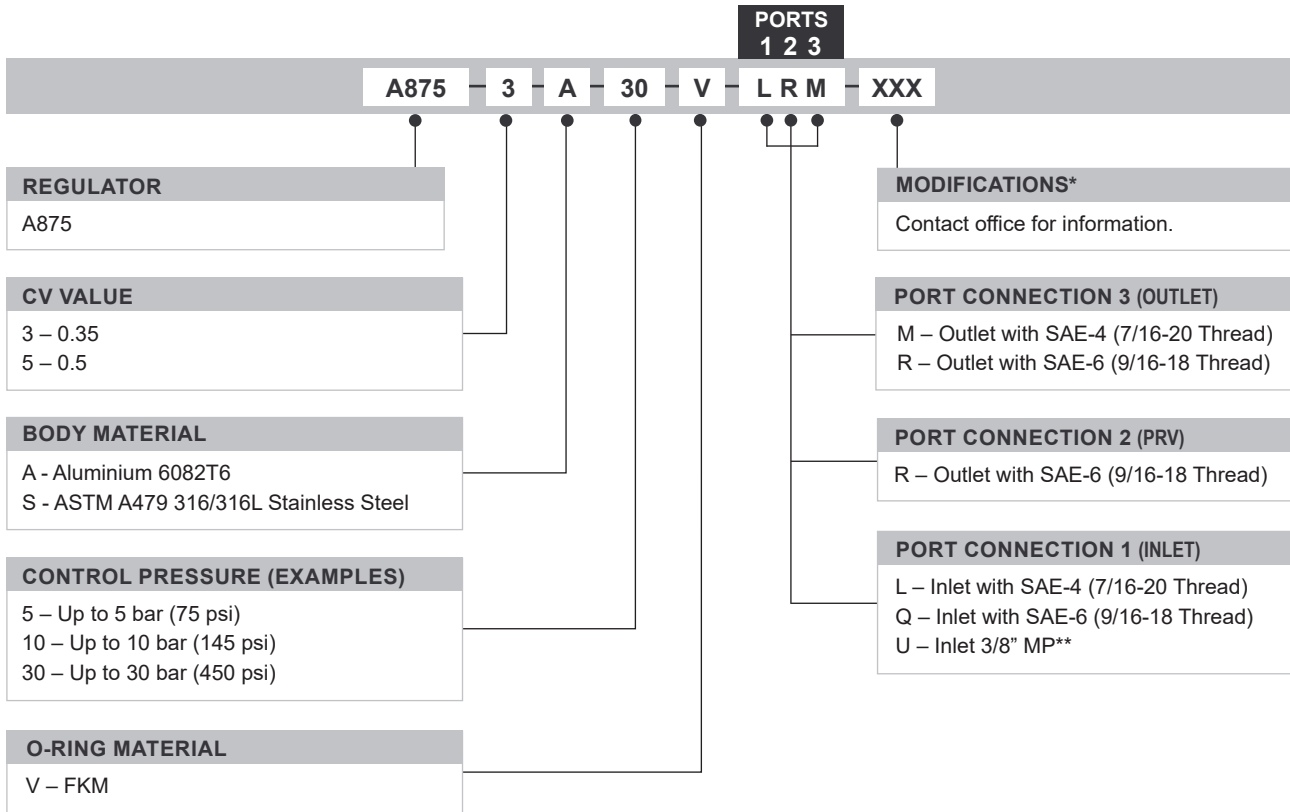 PORTS
1 2 3
A875 - 3 - A - 30 - V - L R M - XXX
REGULATOR
A875
CV VALUE
3 – 0.35
5 – 0.5
BODY MATERIAL
A - Aluminium 6082T6
S - ASTM A479 316/316L Stainless Steel
CONTROL PRESSURE (EXAMPLES)
5 – Up to 5 bar (75 psi)
10 – Up to 10 bar (145 psi)
30 – Up to 30 bar (450 psi)
O-RING MATERIAL
V – FKM
MODIFICATIONS*
Contact office for information.
PORT CONNECTION 3 (OUTLET)
M – Outlet with SAE-4 (7/16-20 Thread)
R – Outlet with SAE-6 (9/16-18 Thread)
PORT CONNECTION 2 (PRV)
R – Outlet with SAE-6 (9/16-18 Thread)
PORT CONNECTION 1 (INLET)
L – Inlet with SAE-4 (7/16-20 Thread)
Q – Inlet with SAE-6 (9/16-18 Thread)
U – Inlet 3/8” MP**